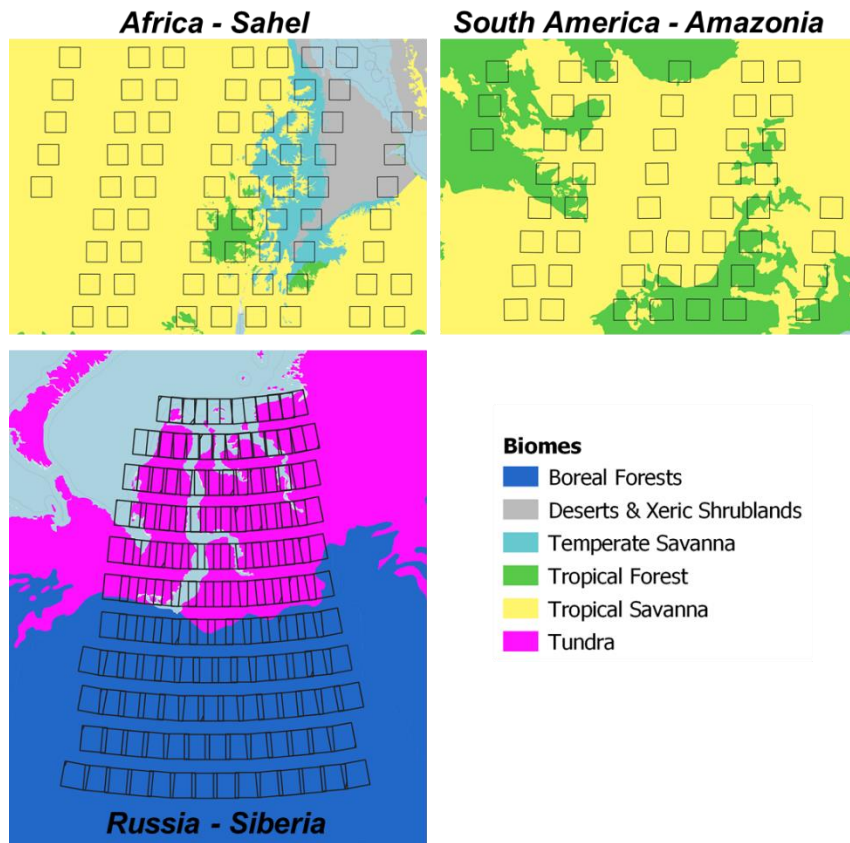 Africa - Sahel
South America - Amazonia
Biomes
Boreal Forests
Deserts & Xeric Shrublands
Temperate Savanna
Tropical Forest
Tropical Savanna
Tundra
Russia - Siberia